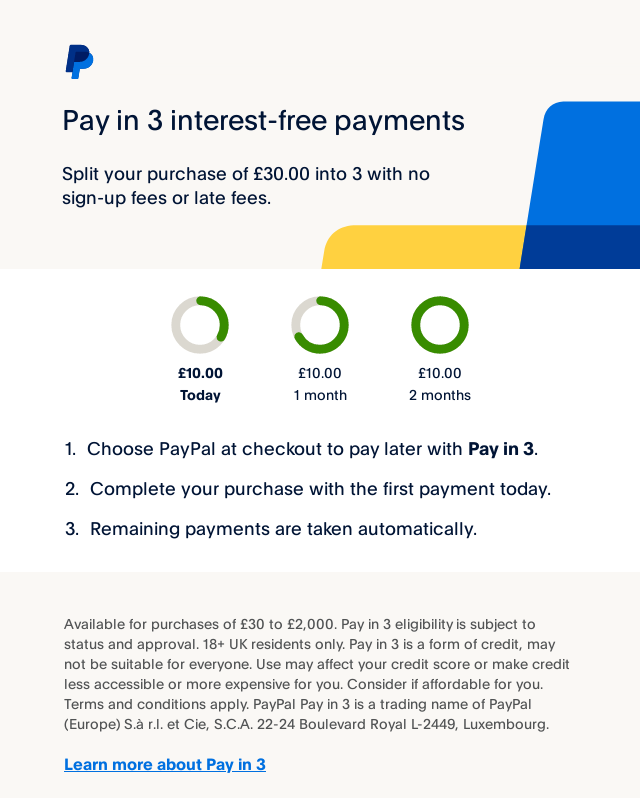 Pay in 3 interest-free payments
Split your purchase of £30.00 into 3 with no
sign-up fees or late fees.
£10.00 £10.00 £10.00
Today 1 month 2 months
1. Choose PayPal at checkout to pay later with Pay in 3.
2. Complete your purchase with the first payment today.
3. Remaining payments are taken automatically.
Available for purchases of £30 to £2,000. Pay in 3 eligibility is subject to
status and approval. 18+ UK residents only. Pay in 3 is a form of credit, may
not be suitable for everyone. Use may affect your credit score or make credit
less accessible or more expensive for you. Consider if affordable for you.
Terms and conditions apply. PayPal Pay in 3 is a trading name of PayPal
(Europe) S.à r.l. et Cie, S.C.A. 22-24 Boulevard Royal L-2449, Luxembourg.
Learn more about Pay in 3